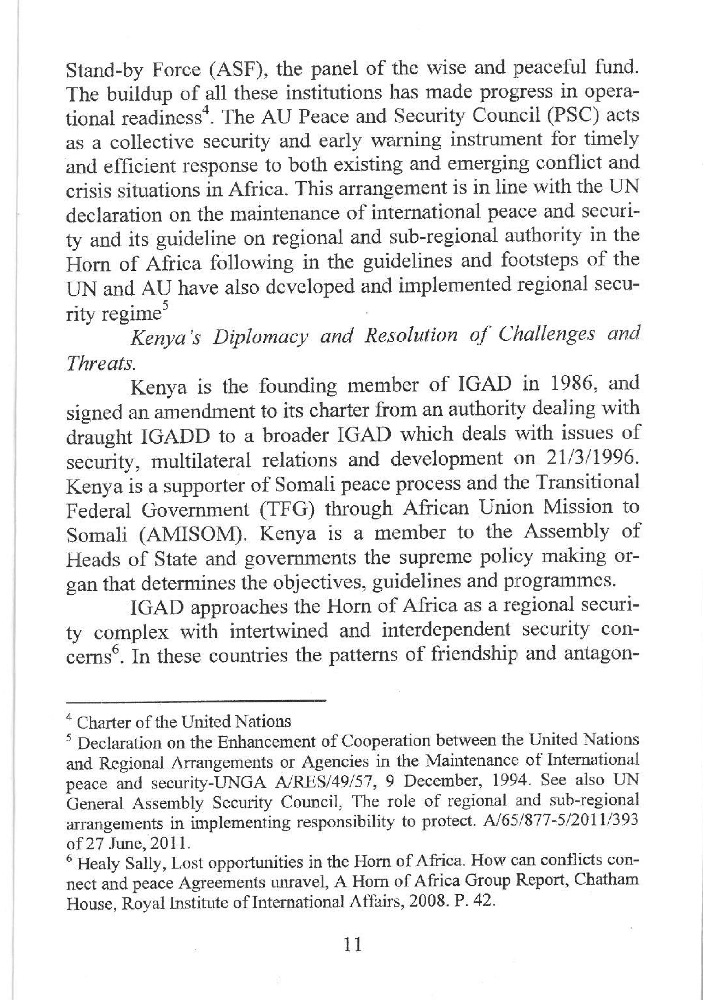 Stand-by Force (ASF), the panel of the wise and peaceful fund.
The buildup of all these institutions has made progress in opera-
tional readiness⁴. The AU Peace and Security Council (PSC) acts
as a collective security and early warning instrument for timely
and efficient response to both existing and emerging conflict and
crisis situations in Africa. This arrangement is in line with the UN
declaration on the maintenance of international peace and securi-
ty and its guideline on regional and sub-regional authority in the
Horn of Africa following in the guidelines and footsteps of the
UN and AU have also developed and implemented regional secu-
rity regime⁵
Kenya's Diplomacy and Resolution of Challenges and
Threats.
Kenya is the founding member of IGAD in 1986, and
signed an amendment to its charter from an authority dealing with
draught IGADD to a broader IGAD which deals with issues of
security, multilateral relations and development on 21/3/1996.
Kenya is a supporter of Somali peace process and the Transitional
Federal Government (TFG) through African Union Mission to
Somali (AMISOM). Kenya is a member to the Assembly of
Heads of State and governments the supreme policy making or-
gan that determines the objectives, guidelines and programmes.
IGAD approaches the Horn of Africa as a regional securi-
ty complex with intertwined and interdependent security con-
cerns⁶. In these countries the patterns of friendship and antagon-
⁴ Charter of the United Nations
⁵ Declaration on the Enhancement of Cooperation between the United Nations
and Regional Arrangements or Agencies in the Maintenance of International
peace and security-UNGA A/RES/49/57, 9 December, 1994. See also UN
General Assembly Security Council, The role of regional and sub-regional
arrangements in implementing responsibility to protect. A/65/877-5/2011/393
of 27 June, 2011.
⁶ Healy Sally, Lost opportunities in the Horn of Africa. How can conflicts con-
nect and peace Agreements unravel, A Horn of Africa Group Report, Chatham
House, Royal Institute of International Affairs, 2008. P. 42.
11